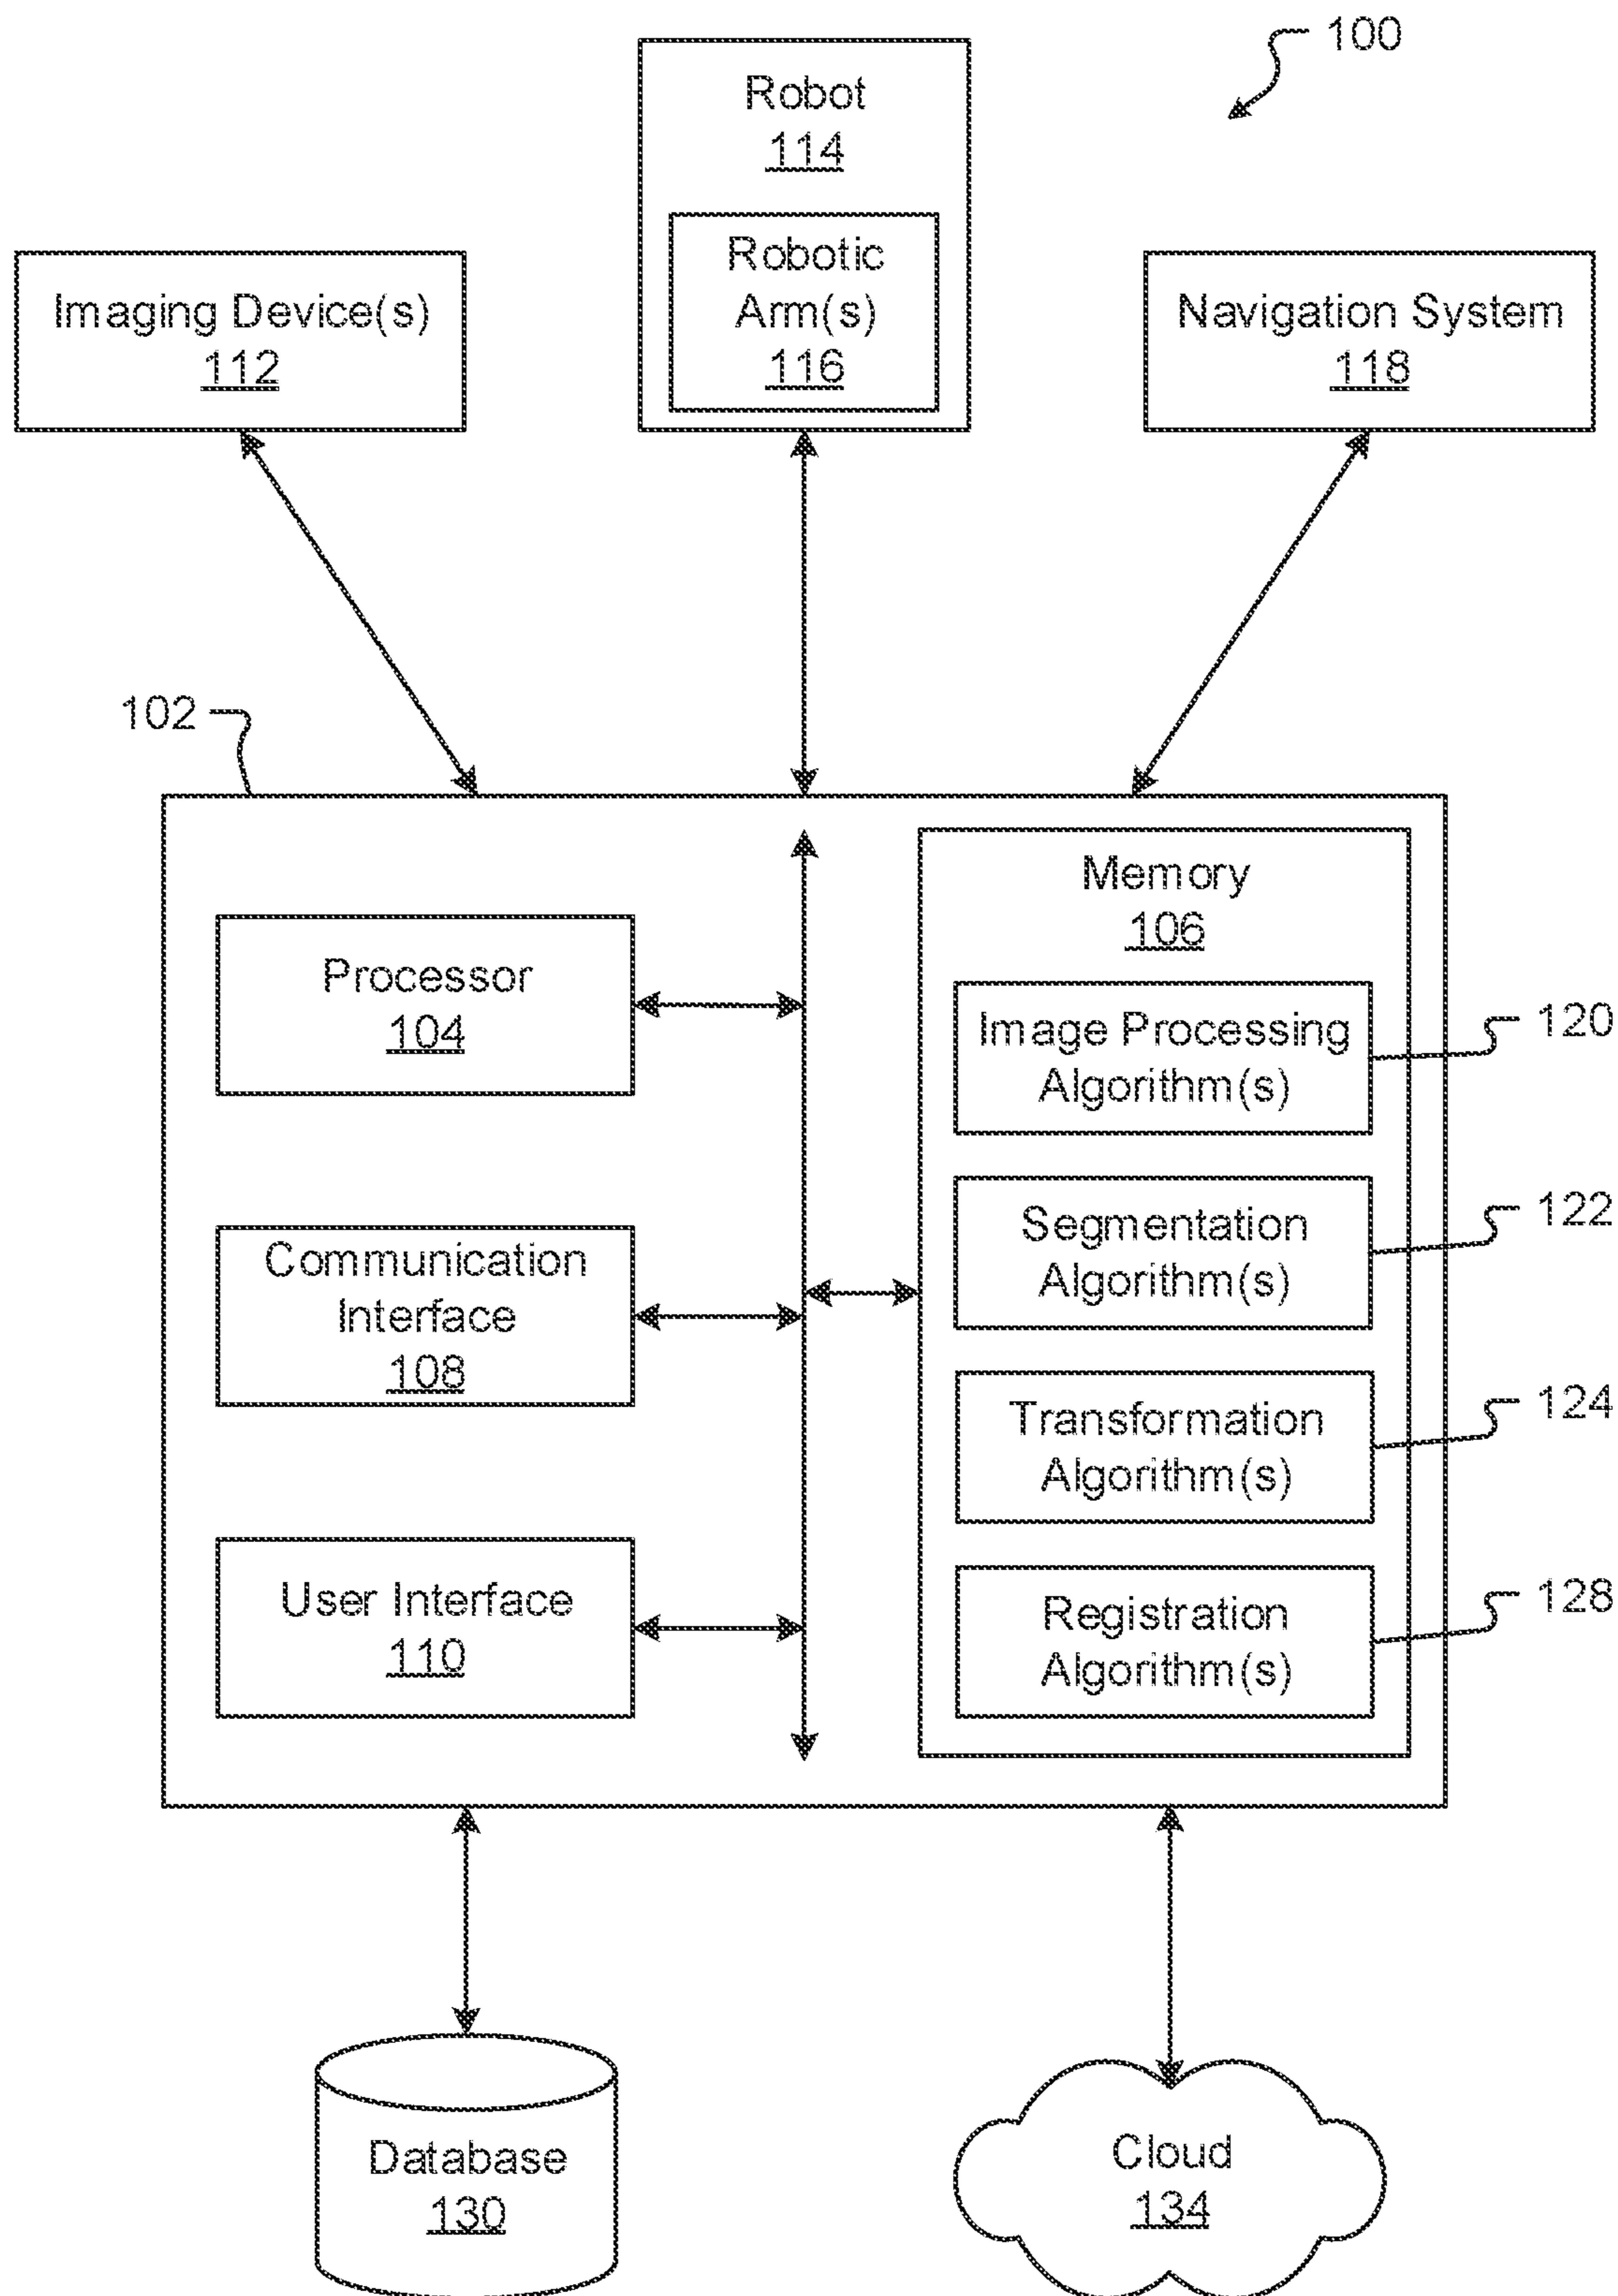 100
Robot
114
Robotic
Arm(s)
116
Imaging Device(s)
112
Navigation System
118
102
Memory
106
Processor
104
Image Processing
Algorithm(s)
120
Segmentation
Algorithm(s)
122
Communication
Interface
108
Transformation
Algorithm(s)
124
User Interface
110
Registration
Algorithm(s)
128
Database
130
Cloud
134